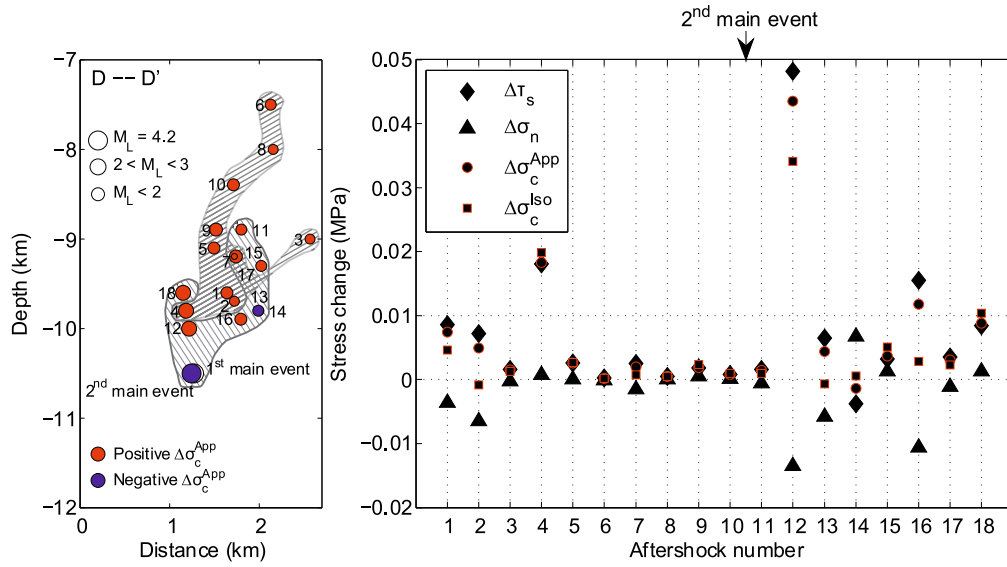 2nd main event
D –– D'
M_L = 4.2
2 < M_L < 3
M_L < 2
6
8
10
9
11
3
5
7
15
17
18
1
13
2
4
14
16
12
1st main event
2nd main event
Positive Δσ_c^App
Negative Δσ_c^App
−7
−8
−9
−10
−11
−12
Depth (km)
0 1 2
Distance (km)
Δτ_s
Δσ_n
Δσ_c^App
Δσ_c^Iso
0.05
0.04
0.03
0.02
0.01
0
−0.01
−0.02
Stress change (MPa)
1 2 3 4 5 6 7 8 9 10 11 12 13 14 15 16 17 18
Aftershock number